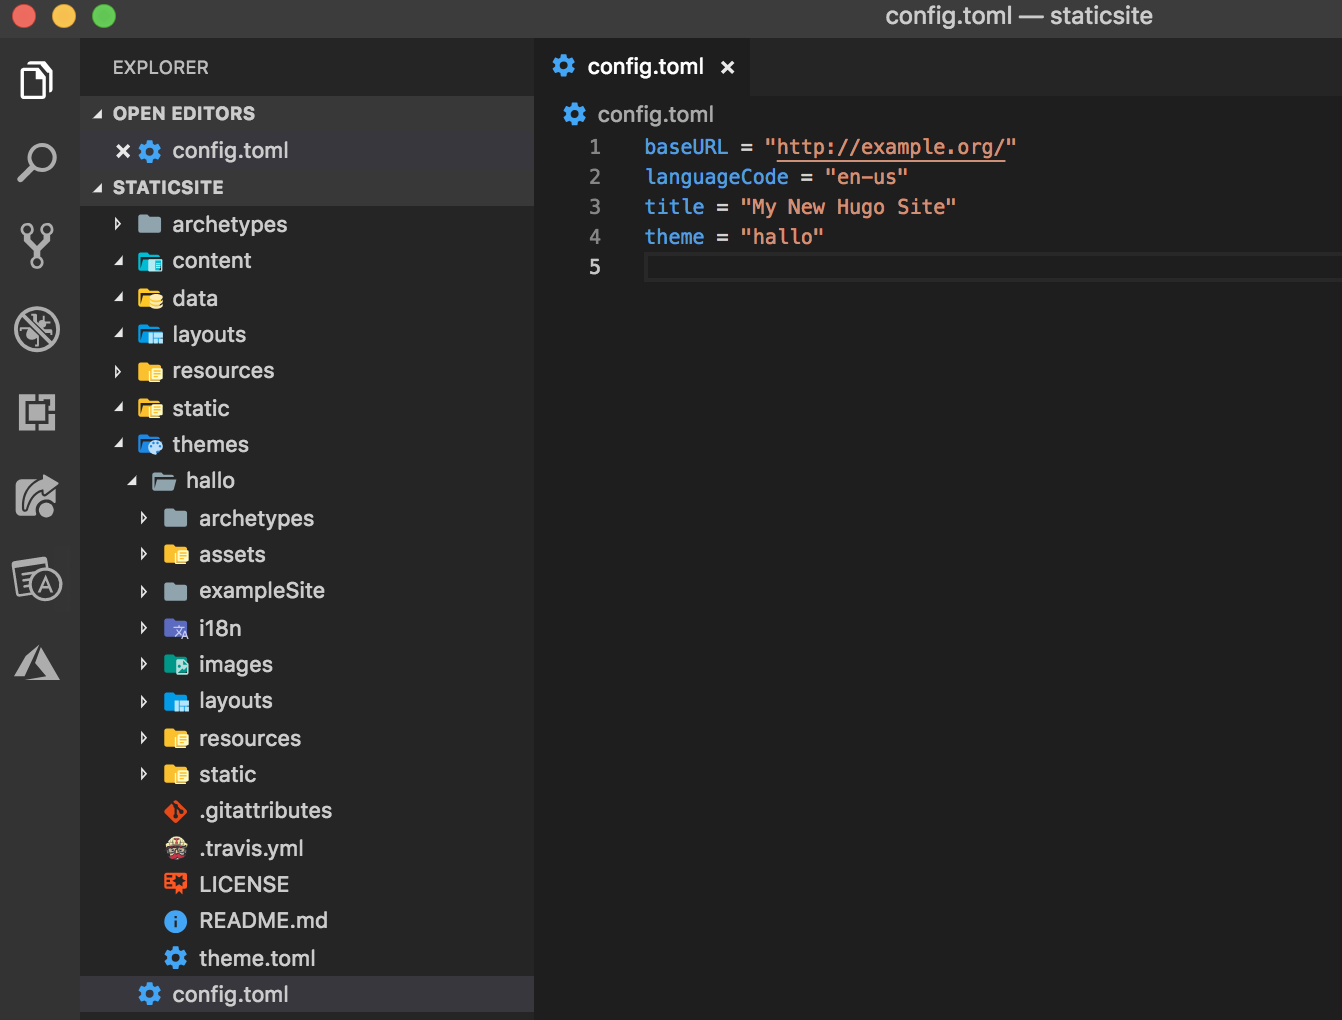 config.toml — staticsite
EXPLORER
OPEN EDITORS
config.toml
STATICSITE
archetypes
content
data
layouts
resources
static
themes
hallo
archetypes
assets
exampleSite
i18n
images
layouts
resources
static
.gitattributes
.travis.yml
LICENSE
README.md
theme.toml
config.toml
config.toml
config.toml
1 baseURL = "http://example.org/"
2 languageCode = "en-us"
3 title = "My New Hugo Site"
4 theme = "hallo"
5